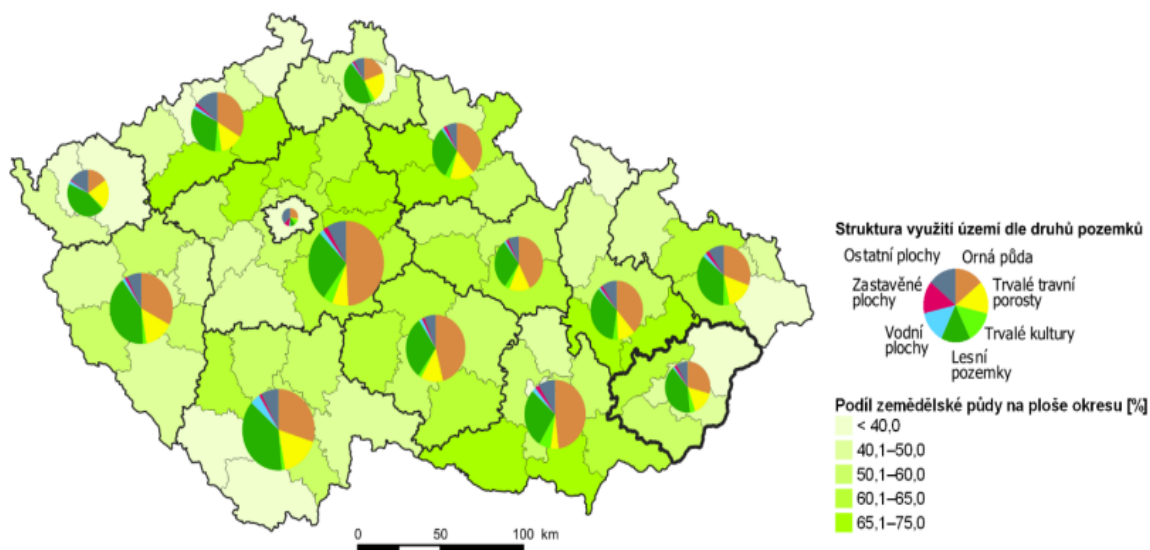 Struktura využití území dle druhů pozemků
Ostatní plochy
Orná půda
Zastavěné
plochy
Trvalé travní
porosty
Vodní
plochy
Trvalé kultury
Lesní
pozemky
Podíl zemědělské půdy na ploše okresu [%]
< 40,0
40,1–50,0
50,1–60,0
60,1–65,0
65,1–75,0
0 50 100 km